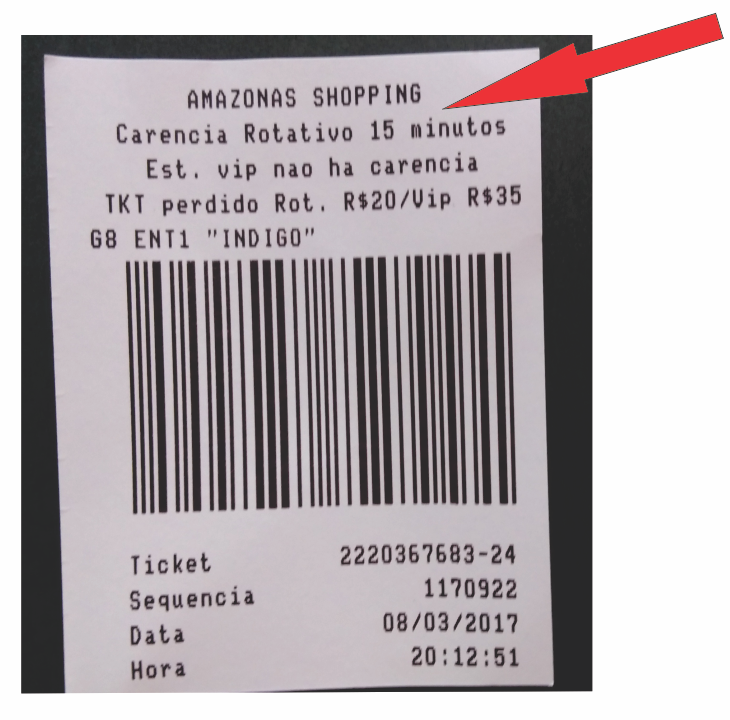 AMAZONAS SHOPPING
Carencia Rotativo 15 minutos
Est. vip nao ha carencia
TKT perdido Rot. R$20/Vip R$35
G8 ENT1 "INDIGO"
Ticket 2220367683-24
Sequencia 1170922
Data 08/03/2017
Hora 20:12:51